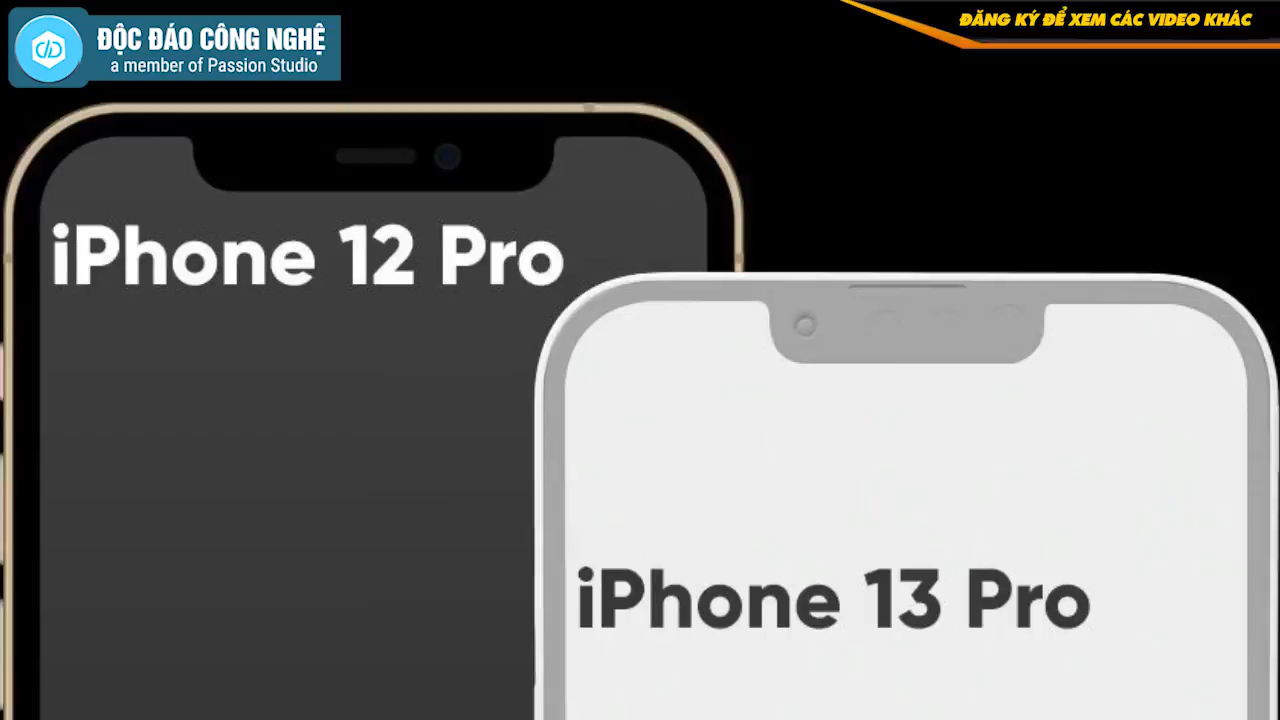 ĐỘC ĐÁO CÔNG NGHỆ
a member of Passion Studio
ĐĂNG KÝ ĐỂ XEM CÁC VIDEO KHÁC
iPhone 12 Pro
iPhone 13 Pro